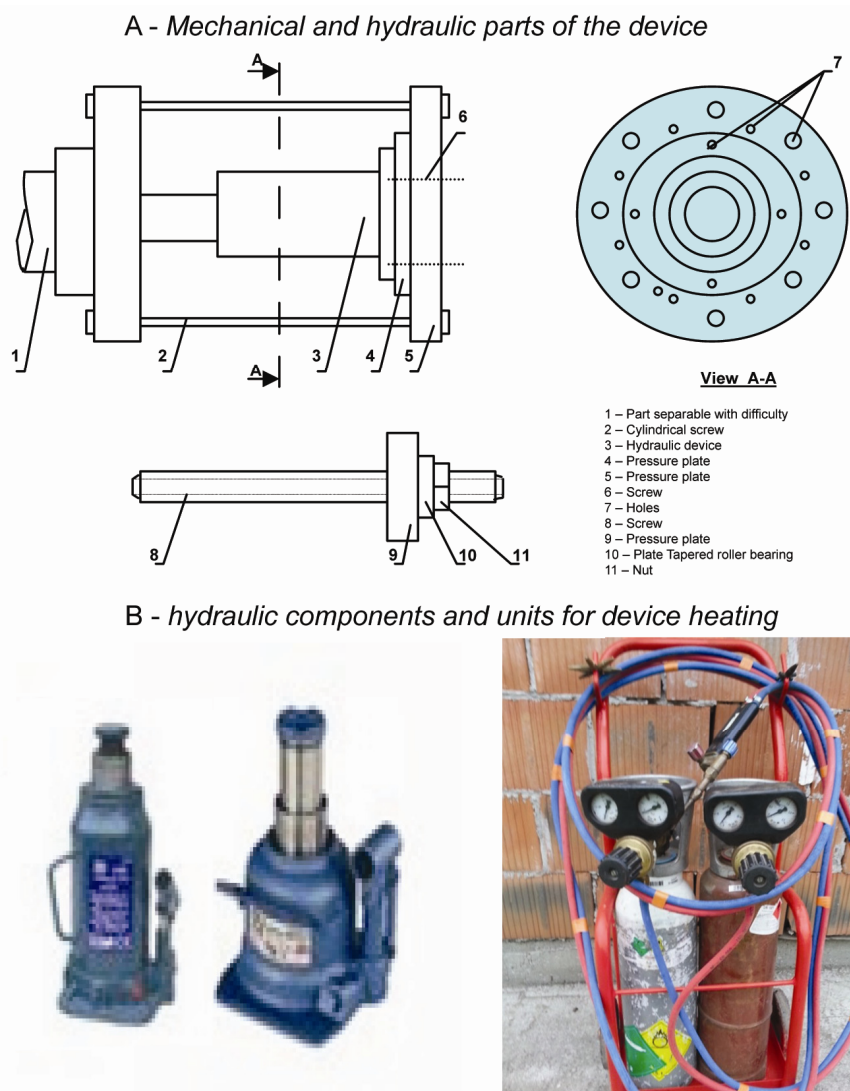 A - Mechanical and hydraulic parts of the device
A
6
7
1
2
3
4
5
A
View A-A
1 – Part separable with difficulty
2 – Cylindrical screw
3 – Hydraulic device
4 – Pressure plate
5 – Pressure plate
6 – Screw
7 – Holes
8 – Screw
9 – Pressure plate
10 – Plate Tapered roller bearing
11 – Nut
8
9
10
11
B - hydraulic components and units for device heating